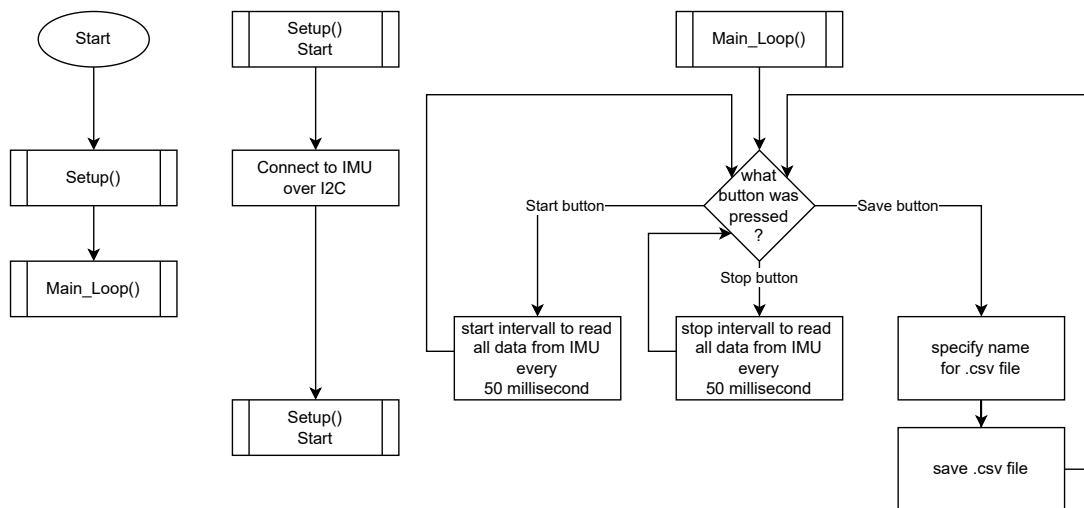 Start
Setup()
Main_Loop()
Setup()
Start
Connect to IMU
over I2C
Setup()
Start
Main_Loop()
what
button was
pressed
?
Start button
Stop button
Save button
start intervall to read
all data from IMU
every
50 millisecond
stop intervall to read
all data from IMU
every
50 millisecond
specify name
for .csv file
save .csv file